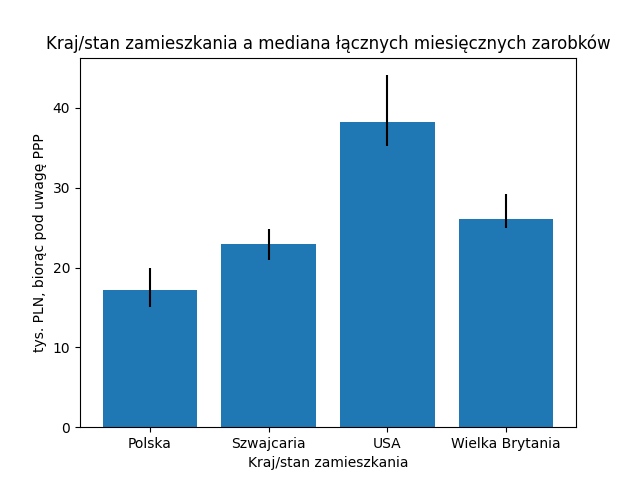 Kraj/stan zamieszkania a mediana łącznych miesięcznych zarobków
tys. PLN, biorąc pod uwagę PPP
40
30
20
10
0
Polska
Szwajcaria
USA
Wielka Brytania
Kraj/stan zamieszkania